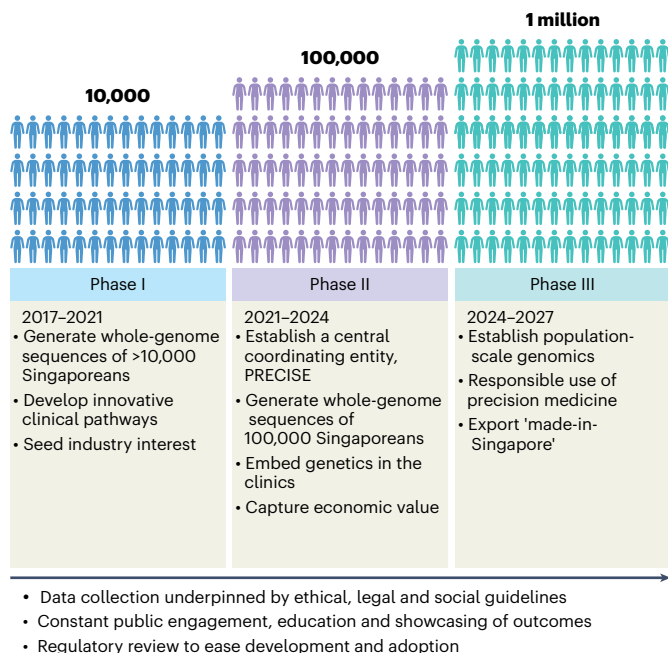 10,000
100,000
1 million
Phase I
2017–2021
• Generate whole-genome
sequences of >10,000
Singaporeans
• Develop innovative
clinical pathways
• Seed industry interest
Phase II
2021–2024
• Establish a central
coordinating entity,
PRECISE
• Generate whole-genome
sequences of
100,000 Singaporeans
• Embed genetics in the
clinics
• Capture economic value
Phase III
2024–2027
• Establish population-
scale genomics
• Responsible use of
precision medicine
• Export 'made-in-
Singapore'
• Data collection underpinned by ethical, legal and social guidelines
• Constant public engagement, education and showcasing of outcomes
• Regulatory review to ease development and adoption